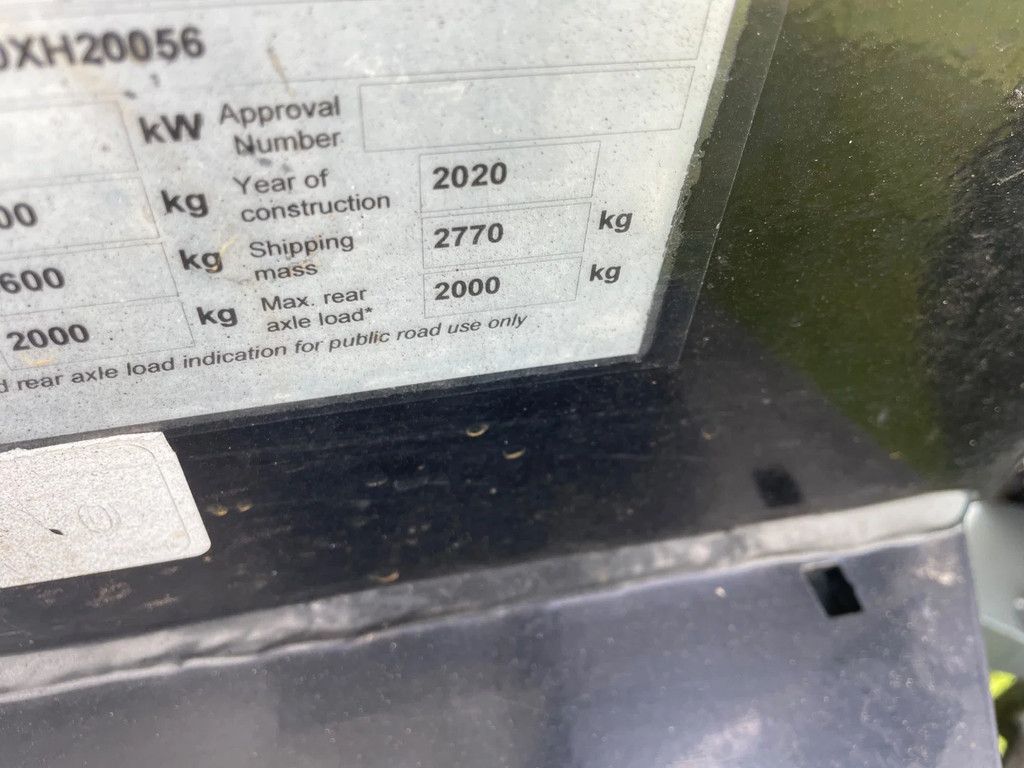 0XH20056
kW Approval Number
00 kg Year of construction 2020
600 kg Shipping mass 2770 kg
2000 kg Max. rear axle load* 2000 kg
rear axle load indication for public road use only